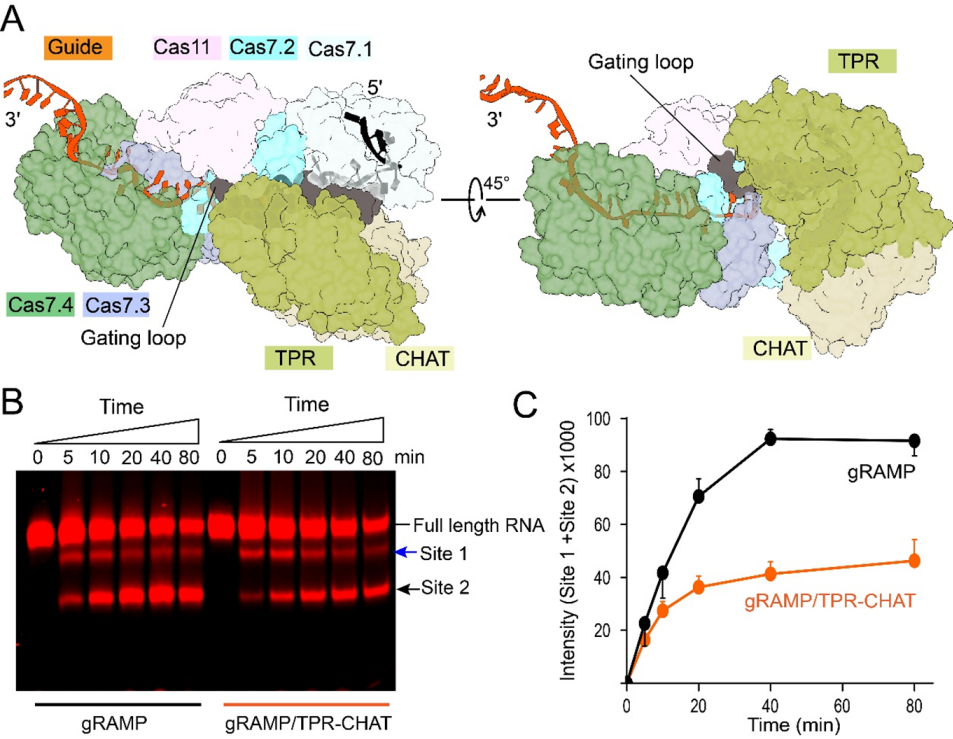 A
Guide Cas11 Cas7.2 Cas7.1
5'
3'
Cas7.4 Cas7.3
Gating loop
TPR CHAT
45°
Gating loop
TPR
3'
CHAT
B
Time Time
0 5 10 20 40 80 0 5 10 20 40 80 min
Full length RNA
Site 1
Site 2
gRAMP gRAMP/TPR-CHAT
C
Intensity (Site 1 +Site 2) x1000
100
80
60
40
20
gRAMP
gRAMP/TPR-CHAT
0 20 40 60 80
Time (min)